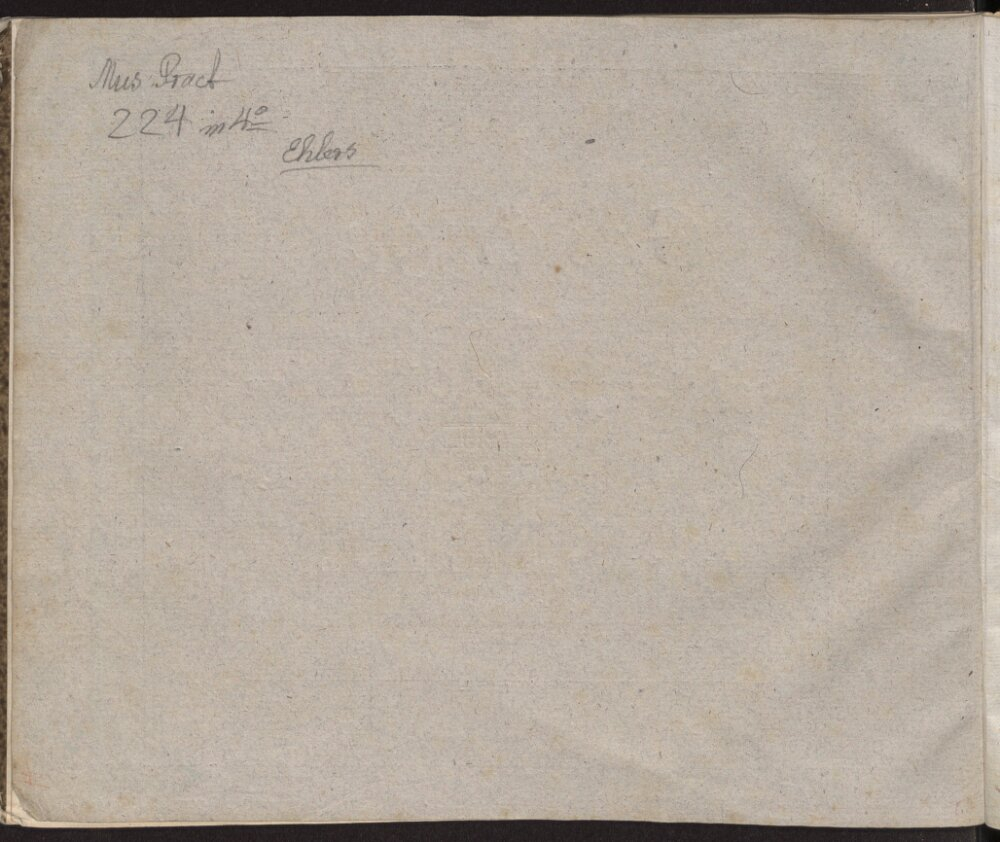 Mus Pract
224 in 4º
Ehlers